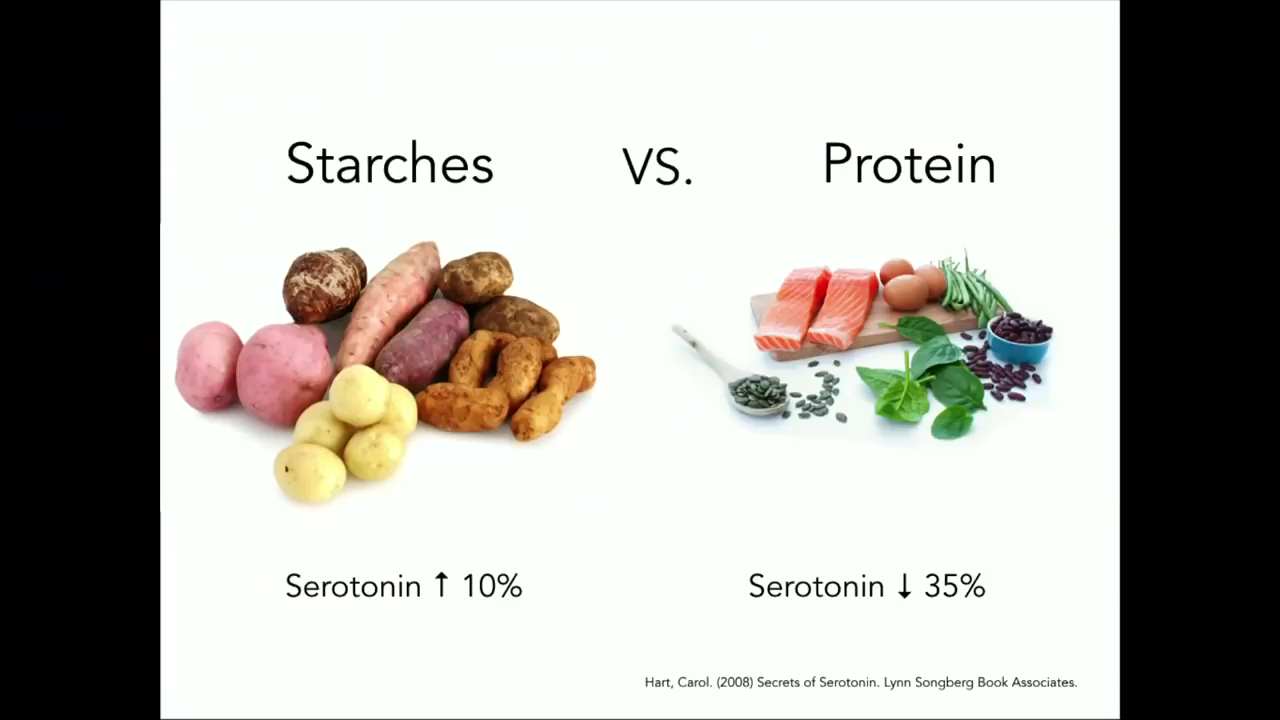 Starches VS. Protein
Serotonin ↑ 10%
Serotonin ↓ 35%
Hart, Carol. (2008) Secrets of Serotonin. Lynn Songberg Book Associates.